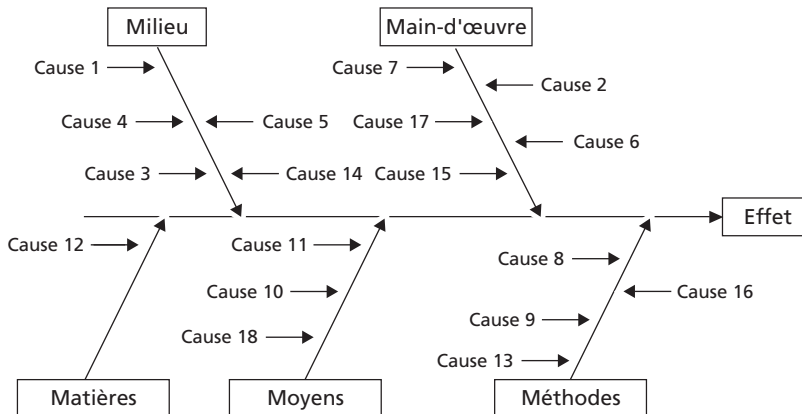 Milieu
Main-d'œuvre
Cause 1
Cause 7
Cause 2
Cause 4
Cause 5
Cause 17
Cause 6
Cause 3
Cause 14
Cause 15
Effet
Cause 12
Cause 11
Cause 8
Cause 10
Cause 16
Cause 9
Cause 18
Cause 13
Matières
Moyens
Méthodes